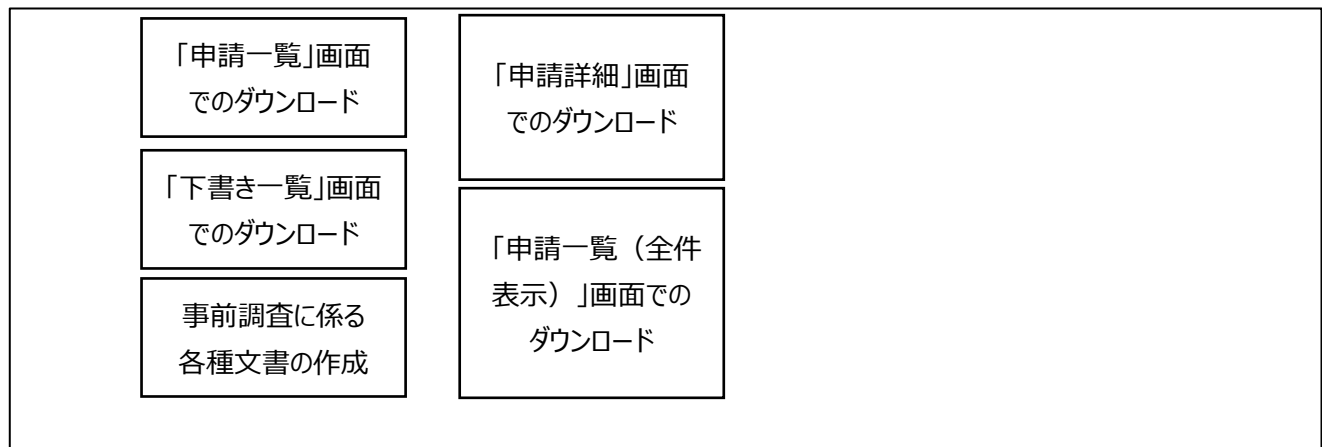 「申請一覧」画面
でのダウンロード
「下書き一覧」画面
でのダウンロード
事前調査に係る
各種文書の作成
「申請詳細」画面
でのダウンロード
「申請一覧（全件
表示）」画面での
ダウンロード